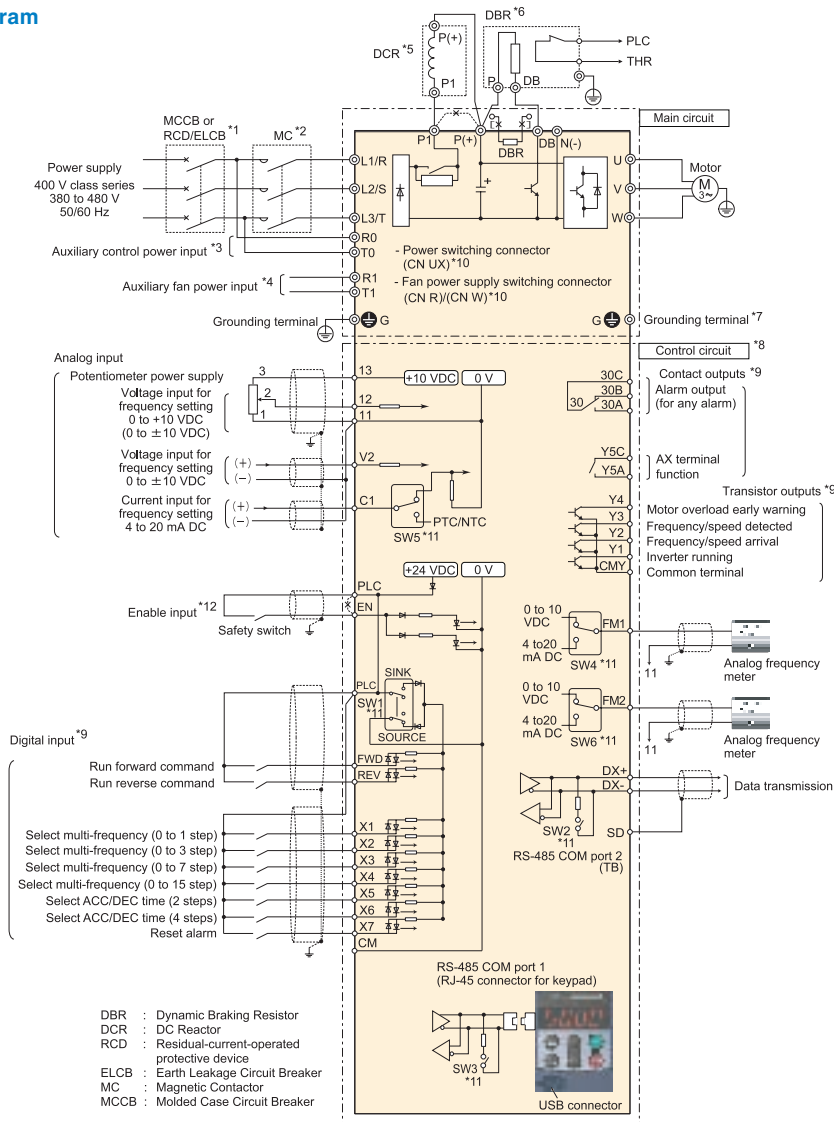 ram
DBR *6
DCR *5
P(+)
P1
P
DB
PLC
THR
Main circuit
MCCB or
RCD/ELCB *1
MC *2
P1
P(+)
[
]
DBR
DB
N(-)
Power supply
400 V class series
380 to 480 V
50/60 Hz
L1/R
L2/S
L3/T
+
U
V
W
Motor
M
3~
Auxiliary control power input *3
R0
T0
- Power switching connector
(CN UX) *10
Auxiliary fan power input *4
R1
T1
- Fan power supply switching connector
(CN R)/(CN W) *10
Grounding terminal
G
G
Grounding terminal *7
Control circuit *8
Analog input
Potentiometer power supply
3
13
+10 VDC
0 V
Voltage input for
frequency setting
0 to +10 VDC
(0 to ±10 VDC)
2
1
12
11
Voltage input for
frequency setting
0 to ±10 VDC
(+)
(-)
V2
Current input for
frequency setting
4 to 20 mA DC
(+)
(-)
C1
PTC/NTC
SW5 *11
30C
30B
30
30A
Contact outputs *9
Alarm output
(for any alarm)
Y5C
Y5A
AX terminal
function
Transistor outputs *9
Y4
Motor overload early warning
Y3
Frequency/speed detected
Y2
Frequency/speed arrival
Y1
Inverter running
CMY
Common terminal
+24 VDC
0 V
Enable input *12
Safety switch
PLC
EN
0 to 10
VDC
4 to20
mA DC
SW4 *11
FM1
11
Analog frequency
meter
PLC
SINK
SW1
*11
SOURCE
0 to 10
VDC
4 to20
mA DC
SW6 *11
FM2
11
Analog frequency
meter
Digital input *9
Run forward command
FWD
Run reverse command
REV
DX+
DX-
Data transmission
SW2
*11
SD
RS-485 COM port 2
(TB)
Select multi-frequency (0 to 1 step)
X1
Select multi-frequency (0 to 3 step)
X2
Select multi-frequency (0 to 7 step)
X3
Select multi-frequency (0 to 15 step)
X4
Select ACC/DEC time (2 steps)
X5
Select ACC/DEC time (4 steps)
X6
Reset alarm
X7
CM
RS-485 COM port 1
(RJ-45 connector for keypad)
SW3
*11
USB connector
DBR : Dynamic Braking Resistor
DCR : DC Reactor
RCD : Residual-current-operated
protective device
ELCB : Earth Leakage Circuit Breaker
MC : Magnetic Contactor
MCCB : Molded Case Circuit Breaker